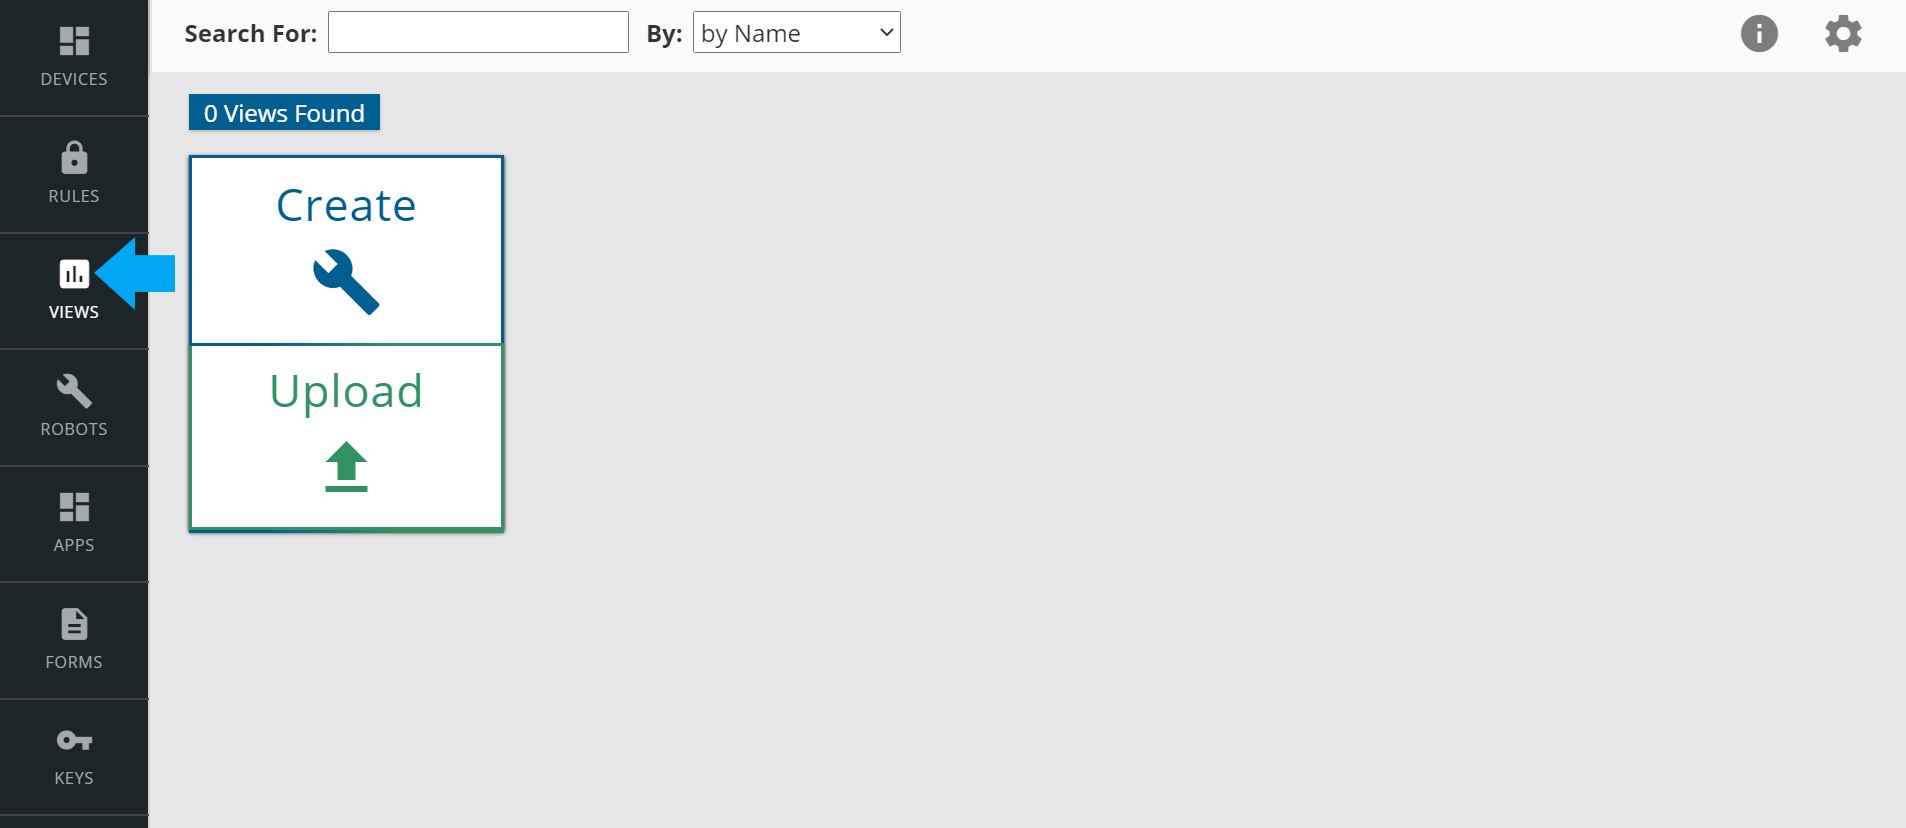 DEVICES
RULES
VIEWS
ROBOTS
APPS
FORMS
KEYS
Search For: By: by Name
0 Views Found
Create
Upload